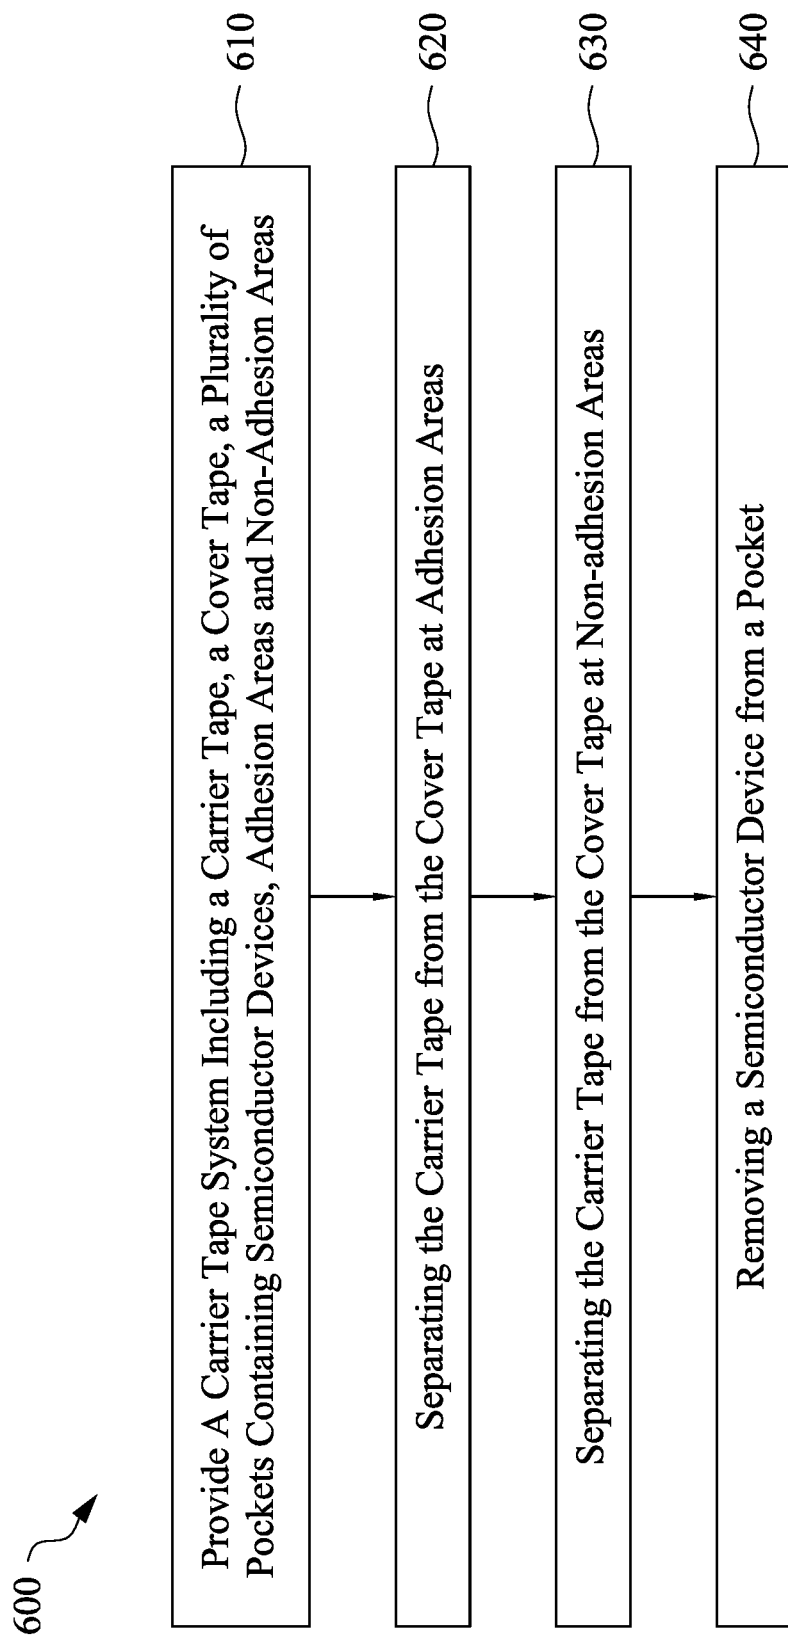 600
Provide A Carrier Tape System Including a Carrier Tape, a Cover Tape, a Plurality of
Pockets Containing Semiconductor Devices, Adhesion Areas and Non-Adhesion Areas
610
Separating the Carrier Tape from the Cover Tape at Adhesion Areas
620
Separating the Carrier Tape from the Cover Tape at Non-adhesion Areas
630
Removing a Semiconductor Device from a Pocket
640